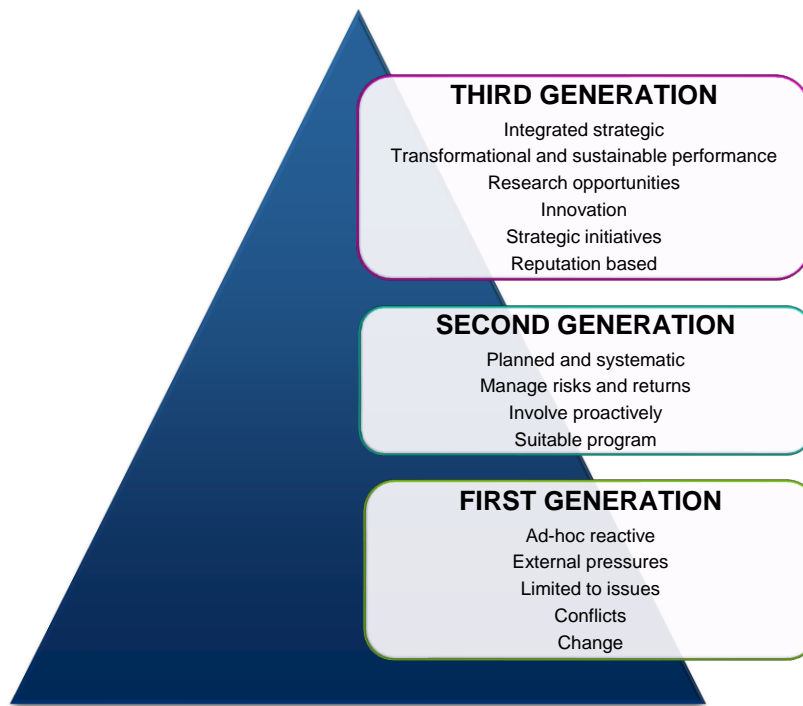 THIRD GENERATION
Integrated strategic
Transformational and sustainable performance
Research opportunities
Innovation
Strategic initiatives
Reputation based
SECOND GENERATION
Planned and systematic
Manage risks and returns
Involve proactively
Suitable program
FIRST GENERATION
Ad-hoc reactive
External pressures
Limited to issues
Conflicts
Change